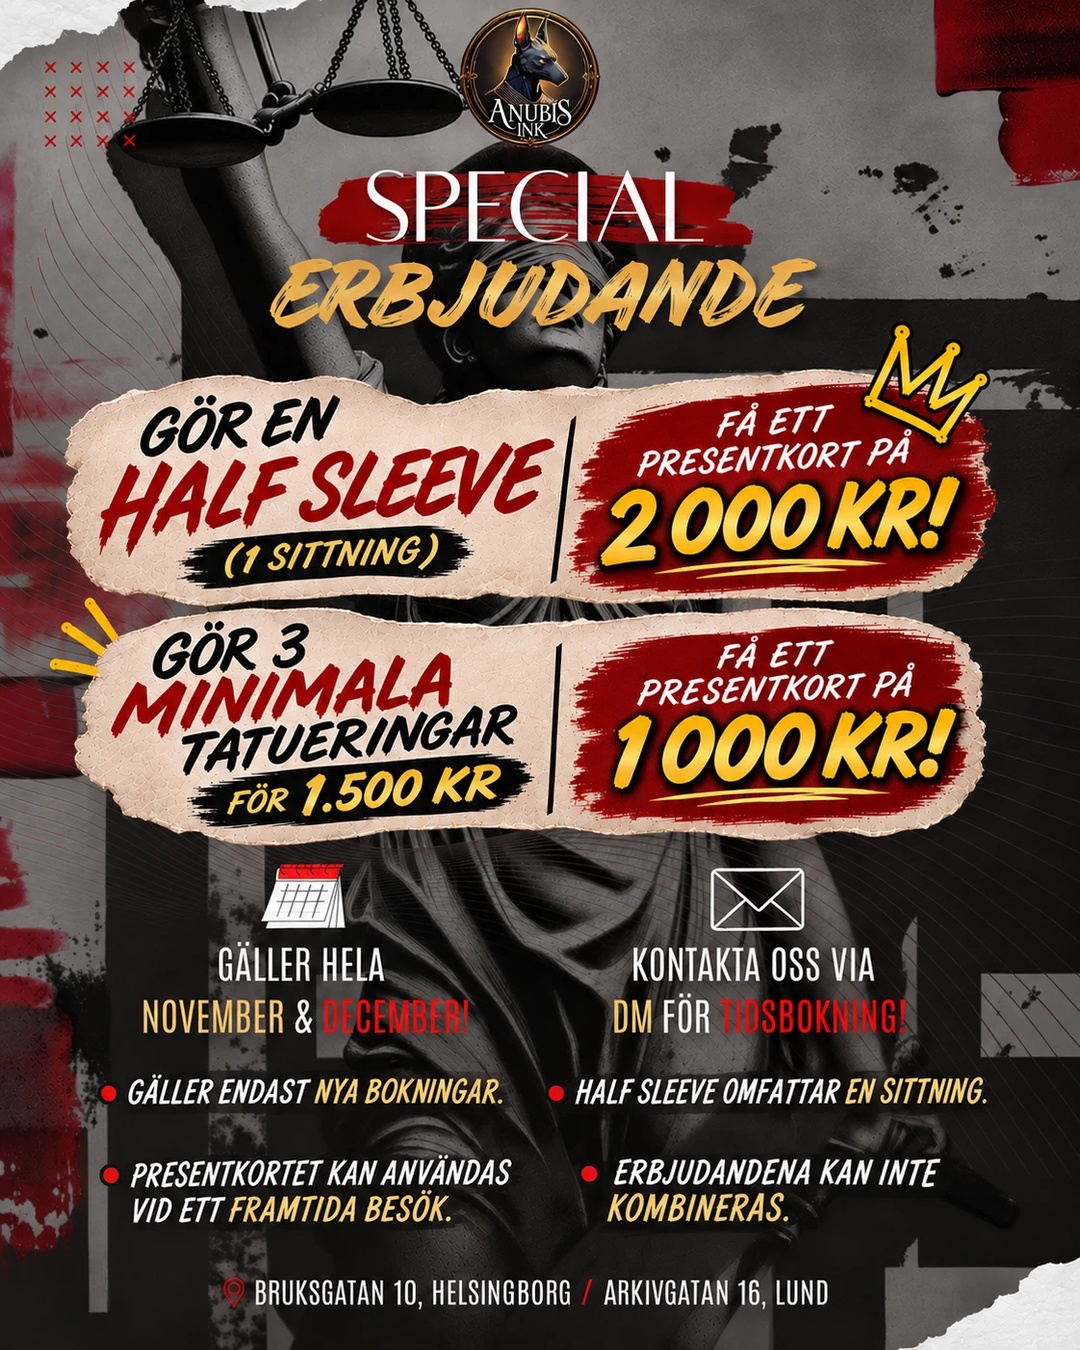 ANUBIS
INK
SPECIAL
ERBJUDANDE
GÖR EN
HALF SLEEVE
(1 SITTNING)
FÅ ETT
PRESENTKORT PÅ
2 000 KR!
GÖR 3
MINIMALA
TATUERINGAR
FÖR 1.500 KR
FÅ ETT
PRESENTKORT PÅ
1 000 KR!
GÄLLER HELA
NOVEMBER & DECEMBER!
KONTAKTA OSS VIA
DM FÖR TIDSBOKNING!
GÄLLER ENDAST NYA BOKNINGAR.
HALF SLEEVE OMFATTAR EN SITTNING.
PRESENTKORTET KAN ANVÄNDAS
VID ETT FRAMTIDA BESÖK.
ERBJUDANDENA KAN INTE
KOMBINERAS.
BRUKSGATAN 10, HELSINGBORG / ARKIVGATAN 16, LUND